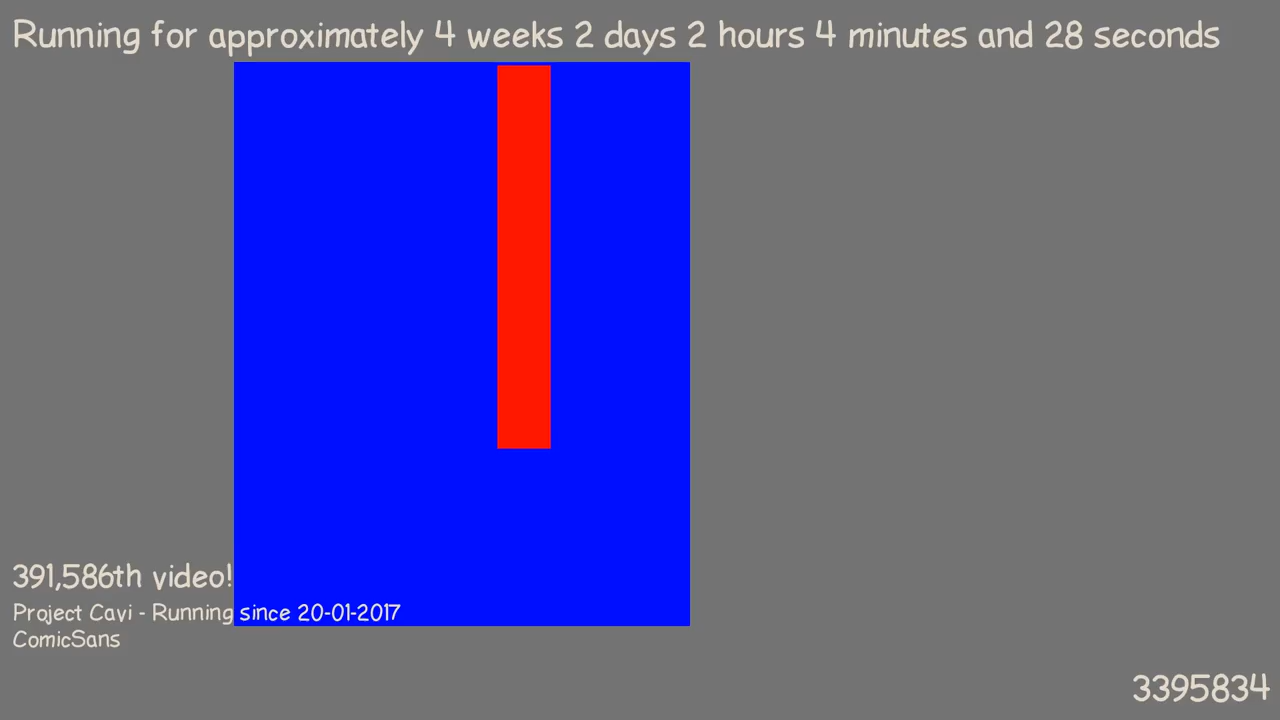 Running for approximately 4 weeks 2 days 2 hours 4 minutes and 28 seconds
391,586th video!
Project Cavi - Running since 20-01-2017
ComicSans
3395834